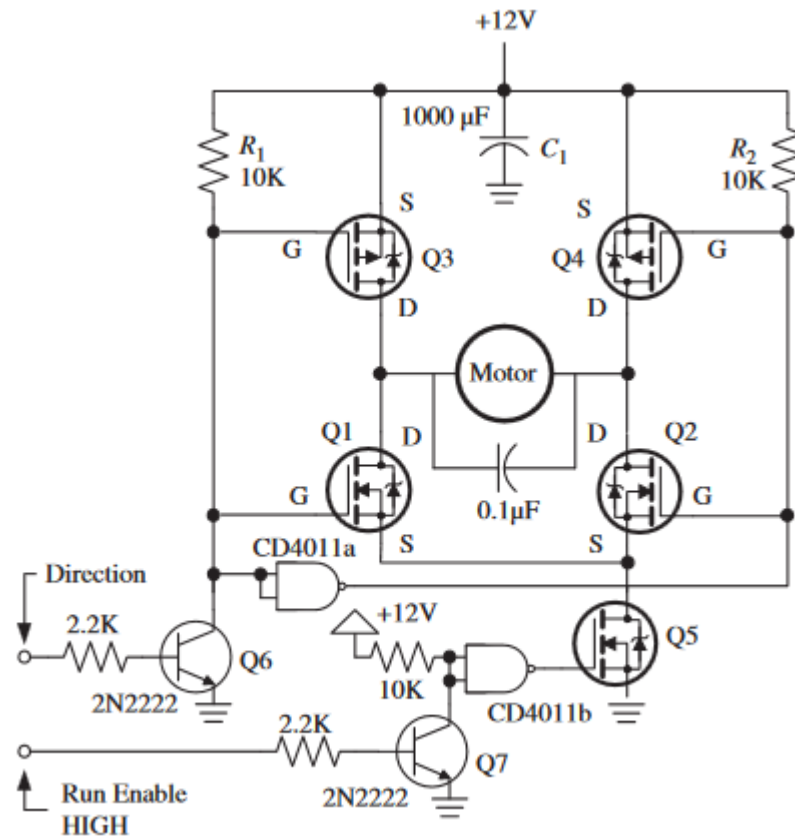 +12V
1000 µF
C1
R1
10K
R2
10K
S
S
G
Q3
Q4
G
D
D
Motor
Q1
D
D
Q2
G
G
0.1µF
S
S
CD4011a
Direction
+12V
2.2K
Q6
Q5
10K
2N2222
CD4011b
2.2K
Q7
Run Enable
HIGH
2N2222